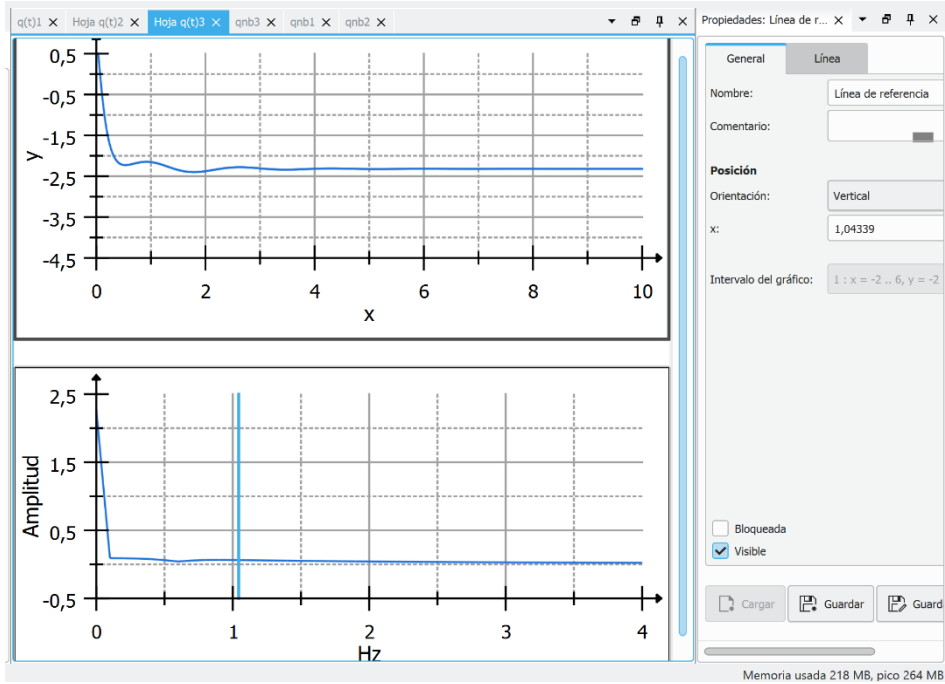 q(t)1 Hoja q(t)2 Hoja q(t)3 qnb3 qnb1 qnb2
Propiedades: Línea de r...
General Línea
Nombre: Línea de referencia
Comentario:
Posición
Orientación: Vertical
x: 1,04339
Intervalo del gráfico: 1 : x = -2 .. 6, y = -2
Bloqueada
Visible
Cargar Guardar Guard
0,5
-0,5
-1,5
-2,5
-3,5
-4,5
y
0 2 4 6 8 10
x
2,5
1,5
0,5
-0,5
Amplitud
0 1 2 3 4
Hz
Memoria usada 218 MB, pico 264 MB